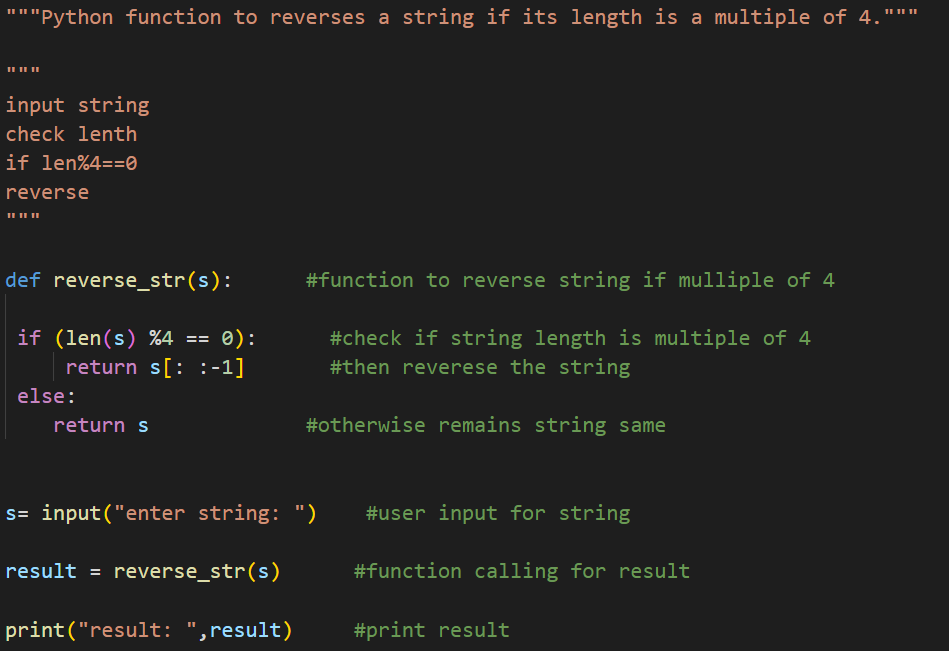 """Python function to reverses a string if its length is a multiple of 4."""
"""
input string
check lenth
if len%4==0
reverse
"""
def reverse_str(s):      #function to reverse string if mulliple of 4
 if (len(s) %4 == 0):      #check if string length is multiple of 4
     return s[: :-1]       #then reverese the string
 else:
    return s             #otherwise remains string same
s= input("enter string: ")    #user input for string
result = reverse_str(s)      #function calling for result
print("result: ",result)     #print result